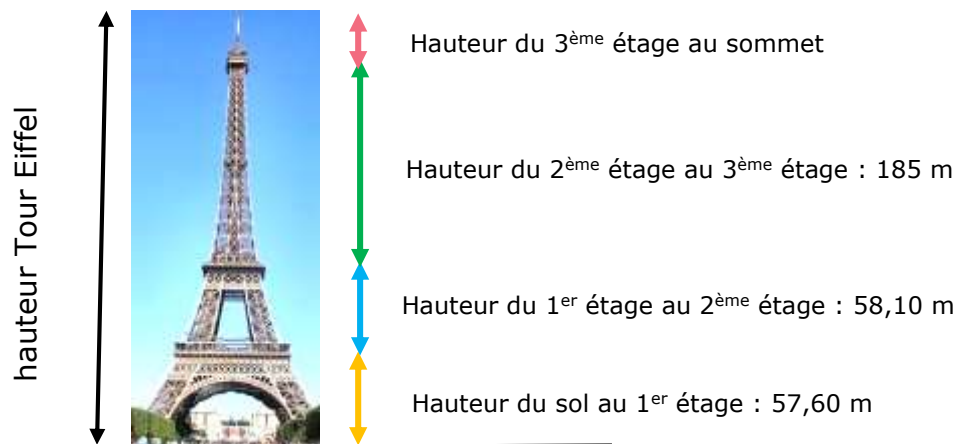 hauteur Tour Eiffel
Hauteur du 3ème étage au sommet
Hauteur du 2ème étage au 3ème étage : 185 m
Hauteur du 1er étage au 2ème étage : 58,10 m
Hauteur du sol au 1er étage : 57,60 m